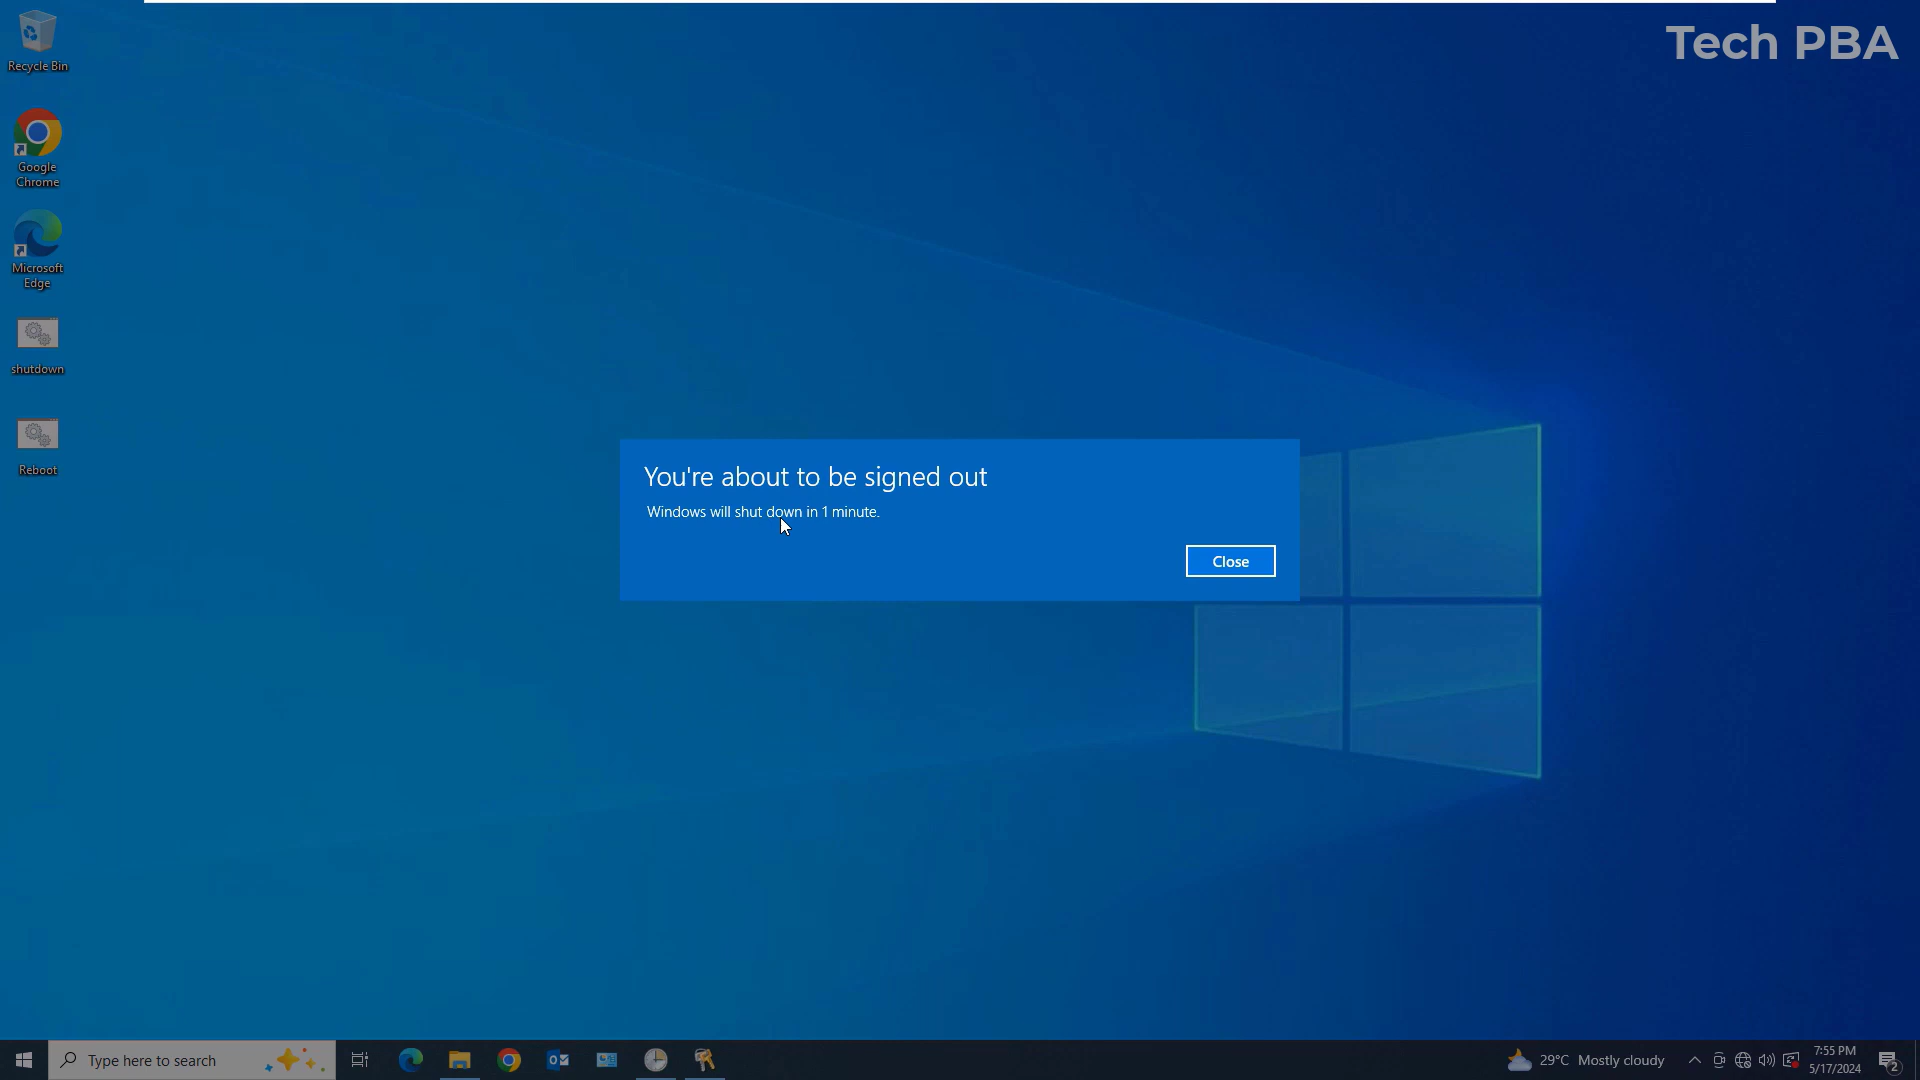 Tech PBA
Recycle Bin
Google
Chrome
Microsoft
Edge
shutdown
Reboot
You're about to be signed out
Windows will shut down in 1 minute.
Close
Type here to search
29°C Mostly cloudy
7:55 PM
5/17/2024
2